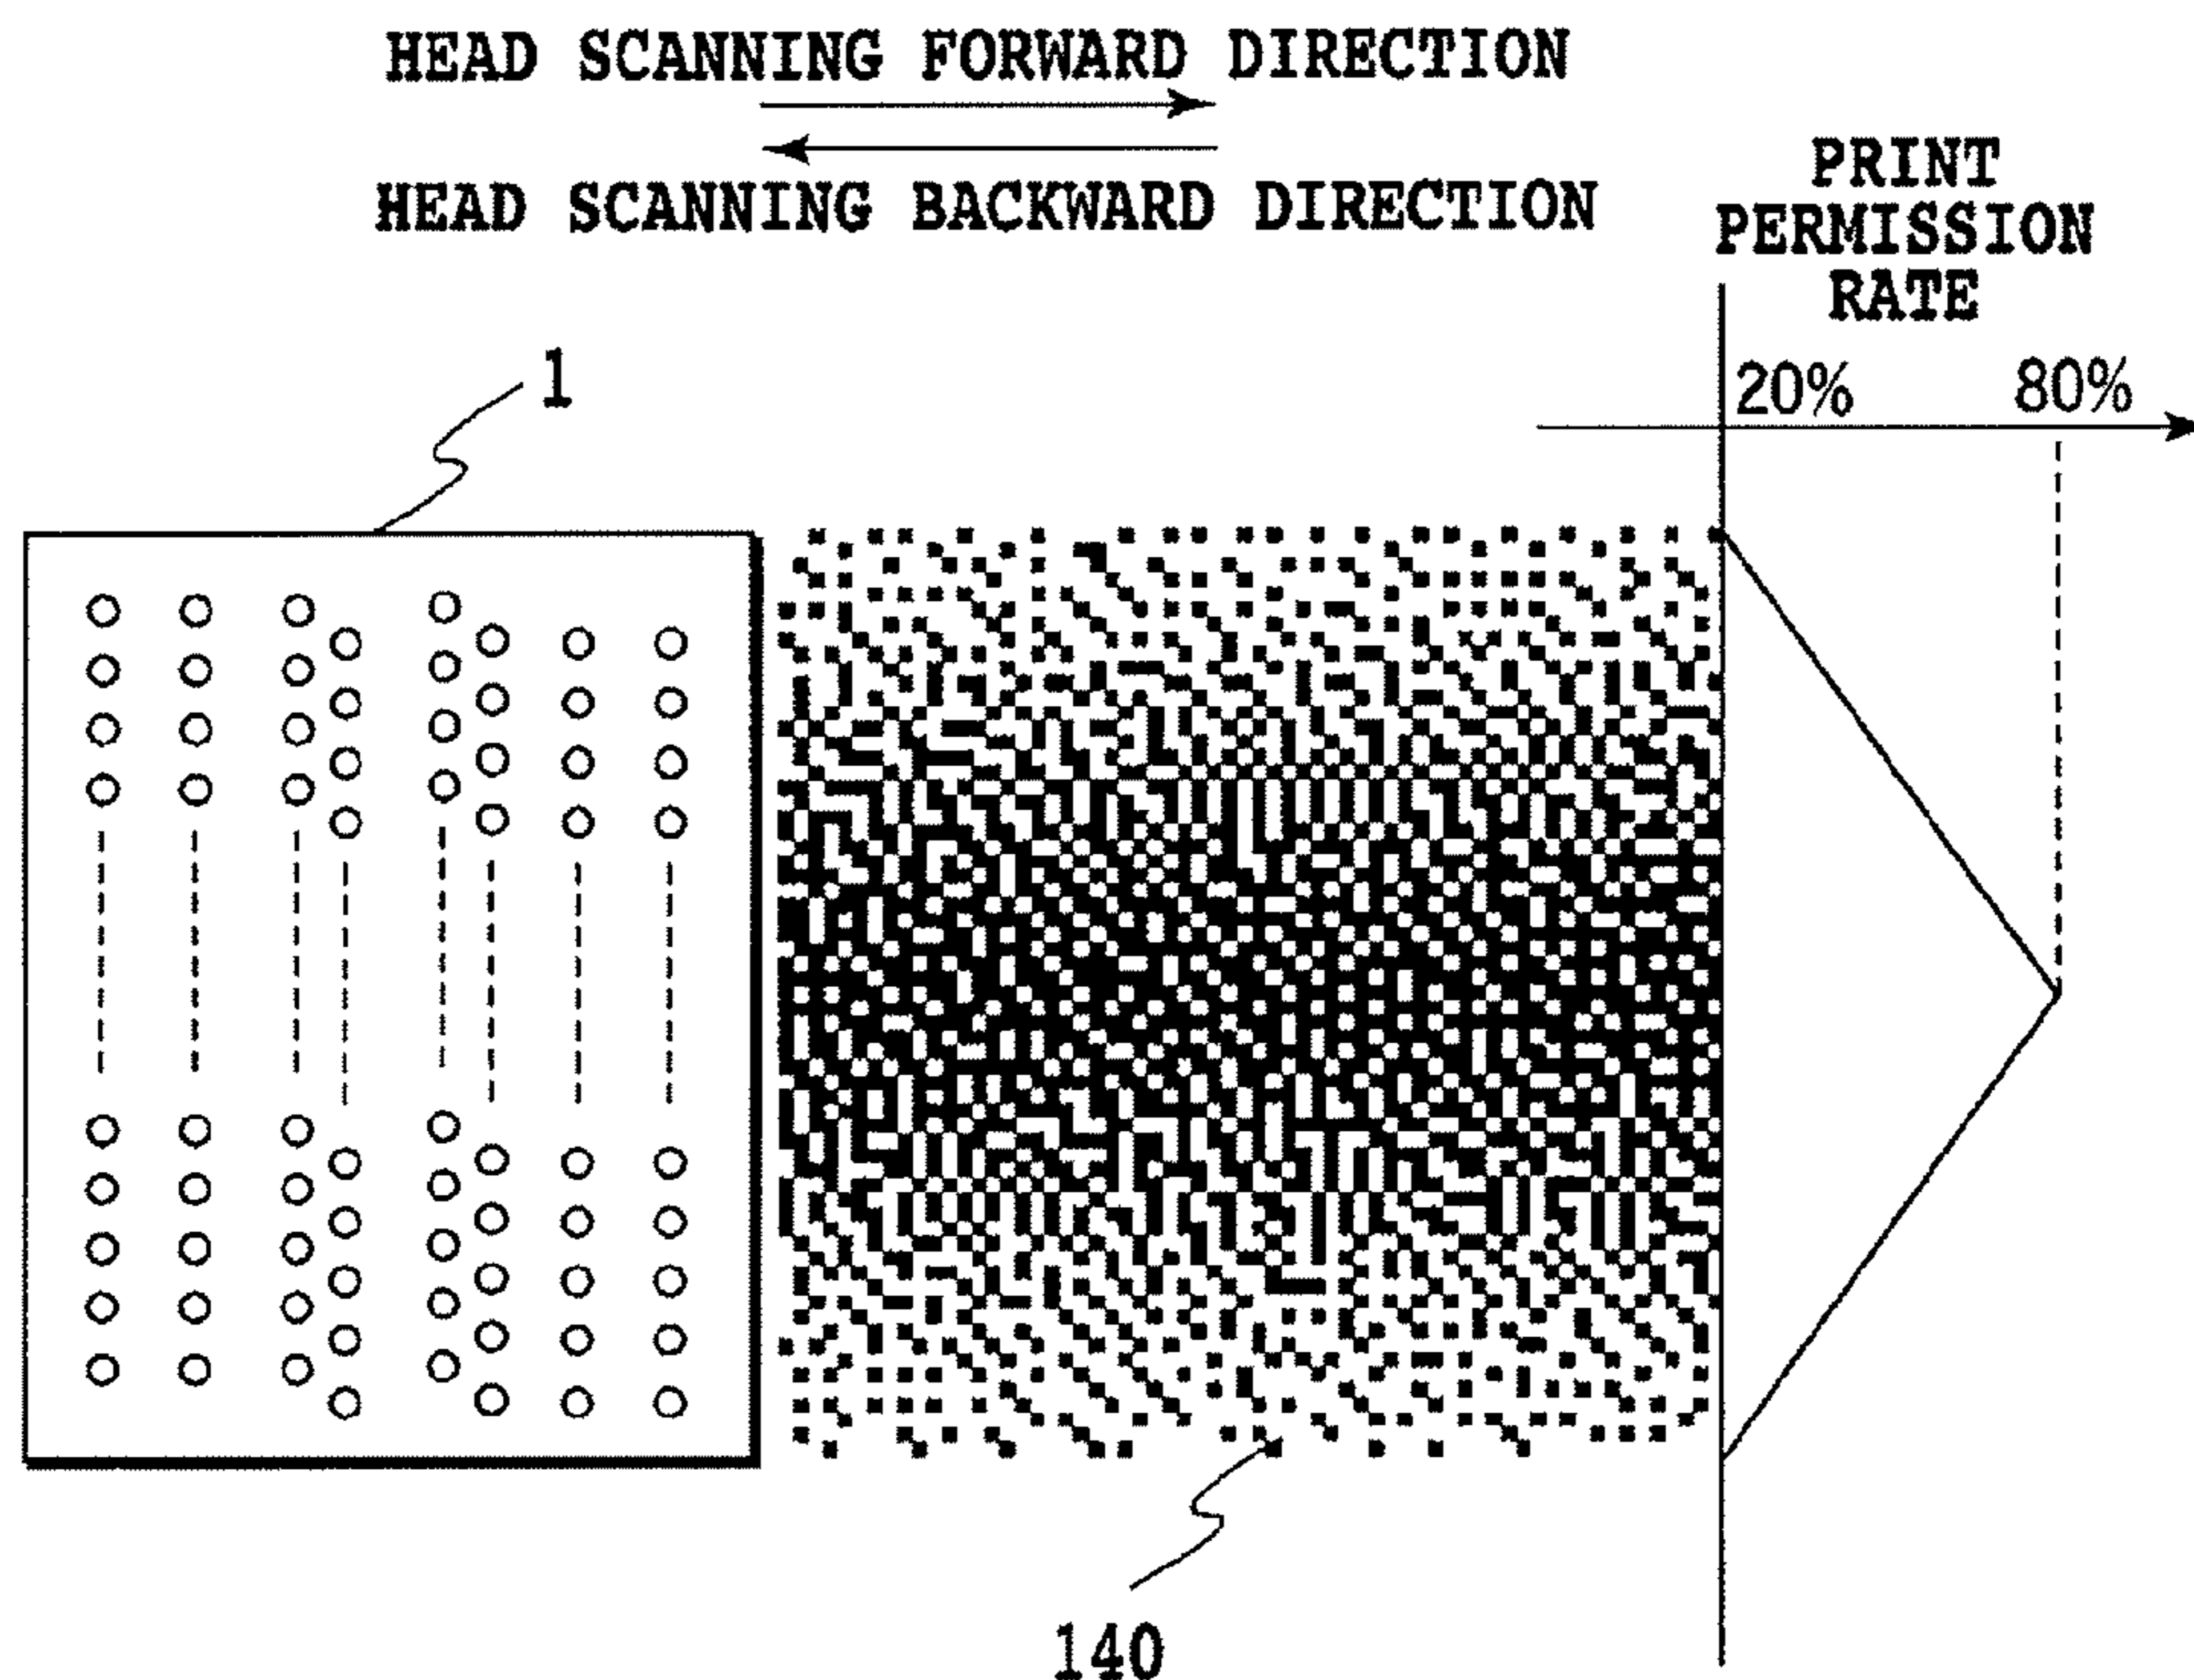 HEAD SCANNING FORWARD DIRECTION
HEAD SCANNING BACKWARD DIRECTION
PRINT
PERMISSION
RATE
20%
80%
1
140